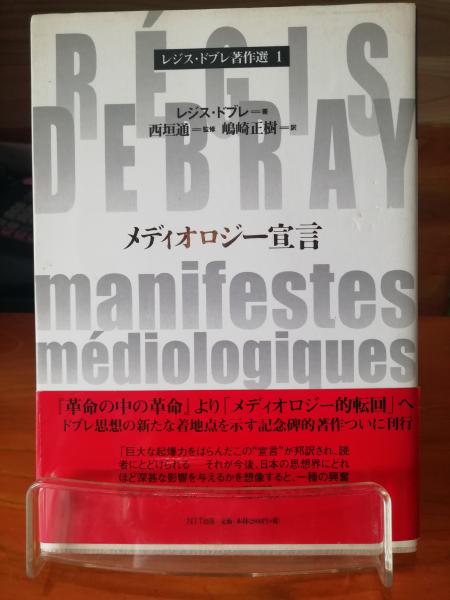 RÉGIS
DEBRAY
レジス・ドブレ著作選 1
レジス・ドブレ=著
西垣通=監修 嶋崎正樹=訳
メディオロジー宣言
manifestes
médiologiques
『革命の中の革命』より「メディオロジー的転回」へ
ドブレ思想の新たな着地点を示す記念碑的著作ついに刊行
「巨大な起爆力をはらんだこの“宣言”が邦訳され、読
者にとどけられる——それが今後、日本の思想界にどれ
ほど深甚な影響を与えるかを想像すると、一種の興奮
NTT出版